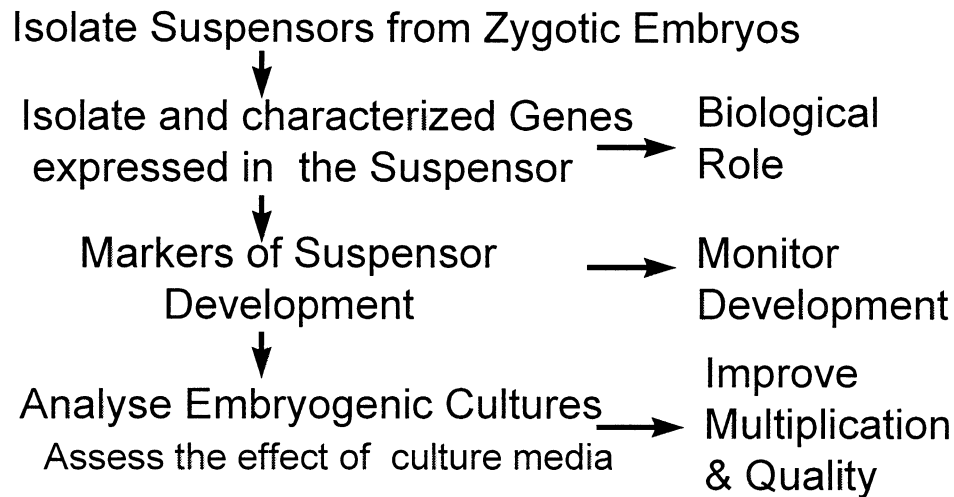 Isolate Suspensors from Zygotic Embryos
Isolate and characterized Genes
expressed in the Suspensor
Biological
Role
Markers of Suspensor
Development
Monitor
Development
Analyse Embryogenic Cultures
Assess the effect of culture media
Improve
Multiplication
& Quality